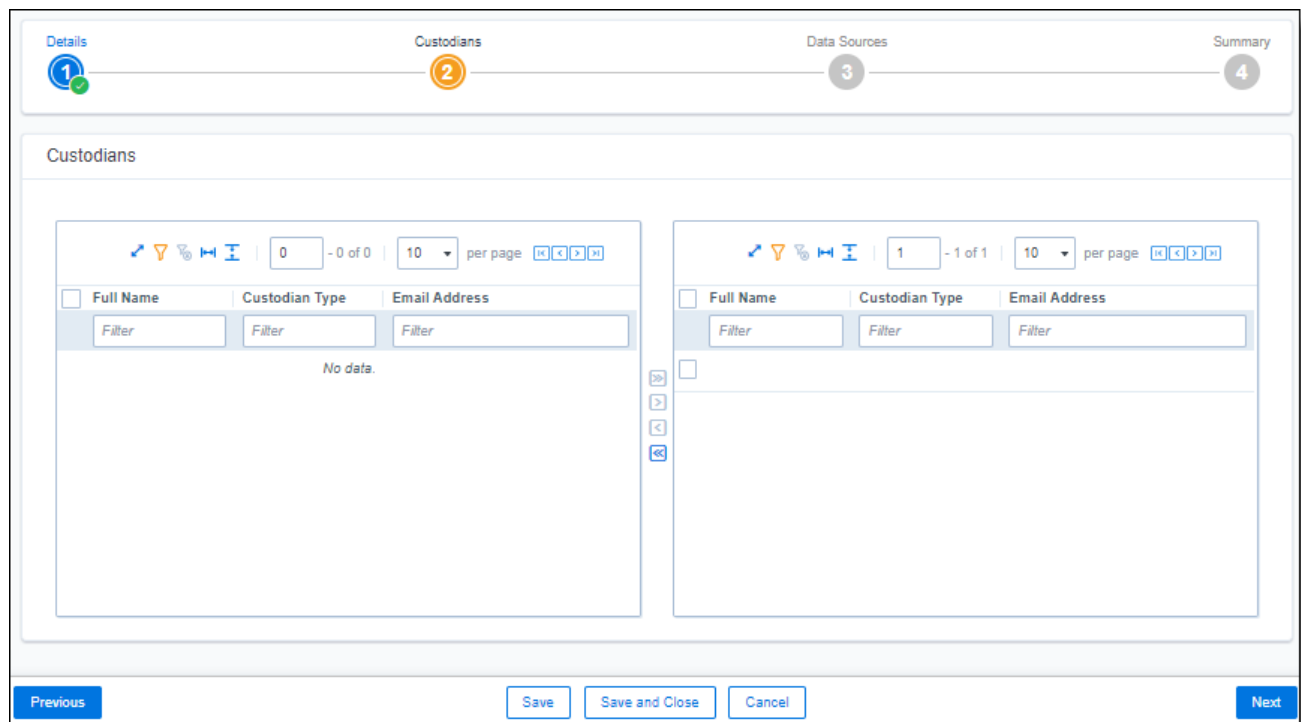 Details Custodians Data Sources Summary
1 2 3 4
Custodians
0 - 0 of 0 10 per page 1 - 1 of 1 10 per page
Full Name Custodian Type Email Address Full Name Custodian Type Email Address
Filter Filter Filter Filter Filter Filter
No data.
Previous Save Save and Close Cancel Next